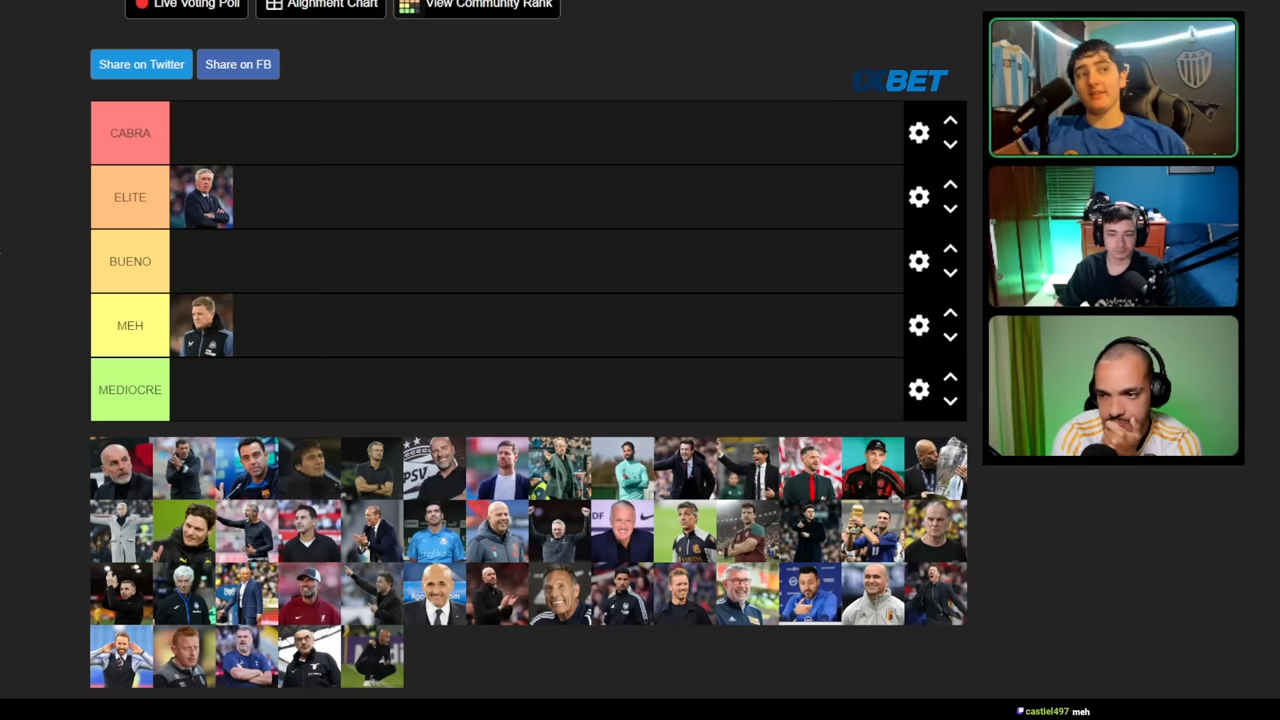 Live Voting Poll
Alignment Chart
View Community Rank
Share on Twitter
Share on FB
1XBET
CABRA
ELITE
BUENO
MEH
MEDIOCRE
PSV
DF
castiel497 meh